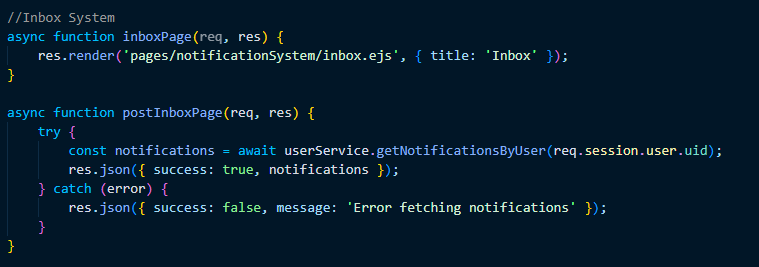 //Inbox System
async function inboxPage(req, res) {
    res.render('pages/notificationSystem/inbox.ejs', { title: 'Inbox' });
}
async function postInboxPage(req, res) {
    try {
        const notifications = await userService.getNotificationsByUser(req.session.user.uid);
        res.json({ success: true, notifications });
    } catch (error) {
        res.json({ success: false, message: 'Error fetching notifications' });
    }
}